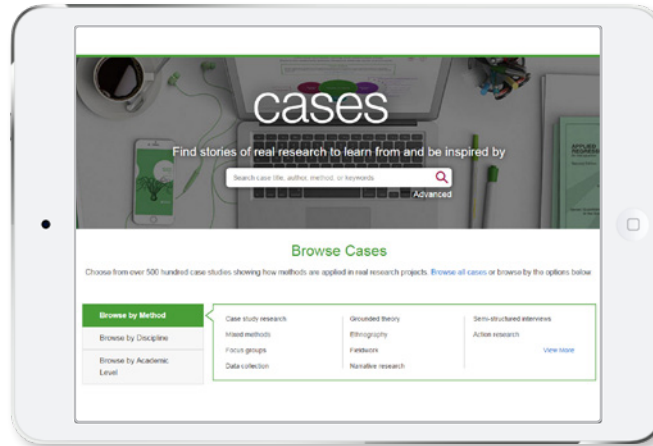 cases
Find stories of real research to learn from and be inspired by
Search case title, author, method, or keywords
Advanced
APPLIED
Browse Cases
Choose from over 500 hundred case studies showing how methods are applied in real research projects. Browse all cases or browse by the options below
Browse by Method
Browse by Discipline
Browse by Academic
Level
Case study research
Mixed methods
Focus groups
Data collection
Grounded theory
Ethnography
Fieldwork
Narrative research
Semi-structured interviews
Action research
View More